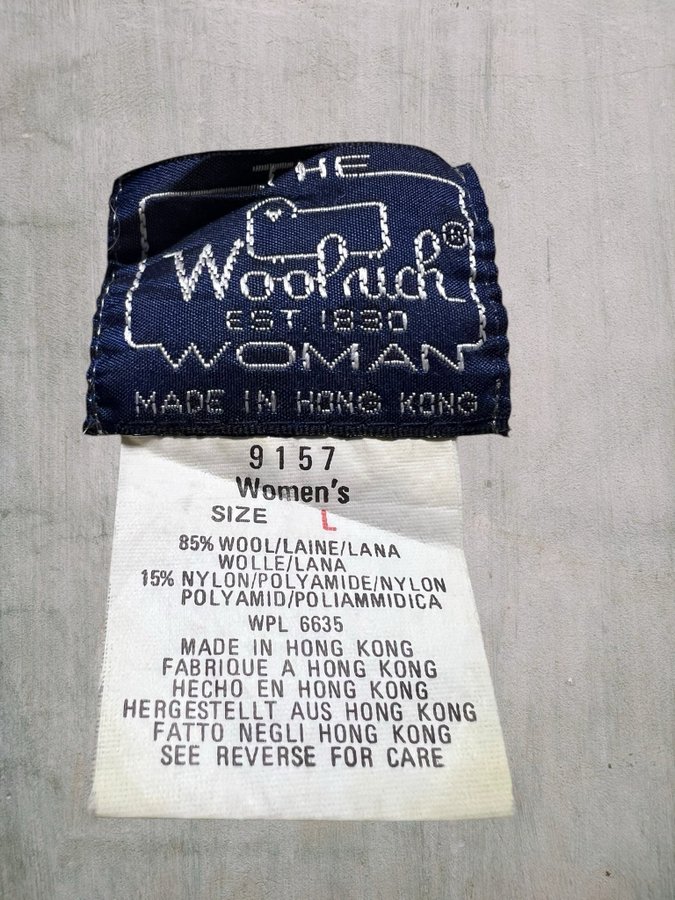 THE
Woolrich®
EST. 1830
WOMAN
MADE IN HONG KONG
9157
Women's
SIZE L
85% WOOL/LAINE/LANA
WOLLE/LANA
15% NYLON/POLYAMIDE/NYLON
POLYAMID/POLIAMMIDICA
WPL 6635
MADE IN HONG KONG
FABRIQUE A HONG KONG
HECHO EN HONG KONG
HERGESTELLT AUS HONG KONG
FATTO NEGLI HONG KONG
SEE REVERSE FOR CARE